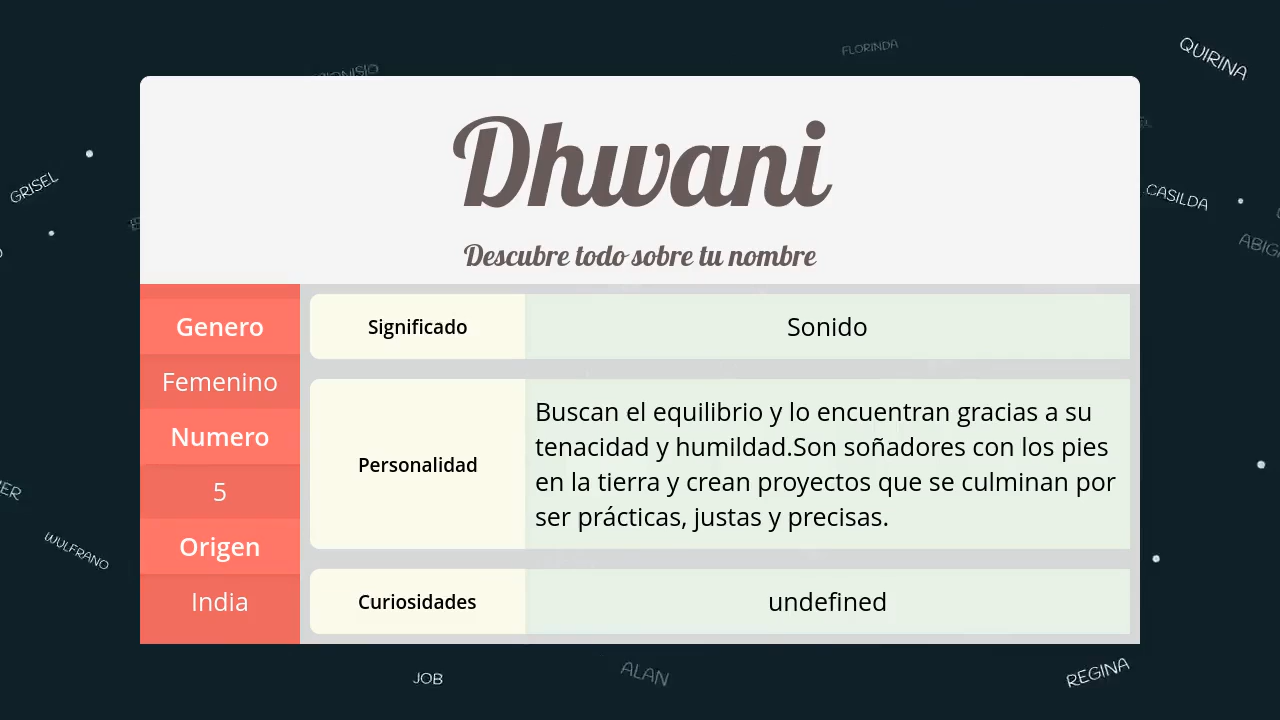 FLORINDA
QUIRINA
Dhwani
GRISEL
CASILDA
Descubre todo sobre tu nombre
Genero
Significado
Sonido
Femenino
Numero
Personalidad
Buscan el equilibrio y lo encuentran gracias a su
tenacidad y humildad.Son soñadores con los pies
en la tierra y crean proyectos que se culminan por
ser prácticas, justas y precisas.
5
Origen
India
Curiosidades
undefined
WULFRANO
JOB
ALAN
REGINA